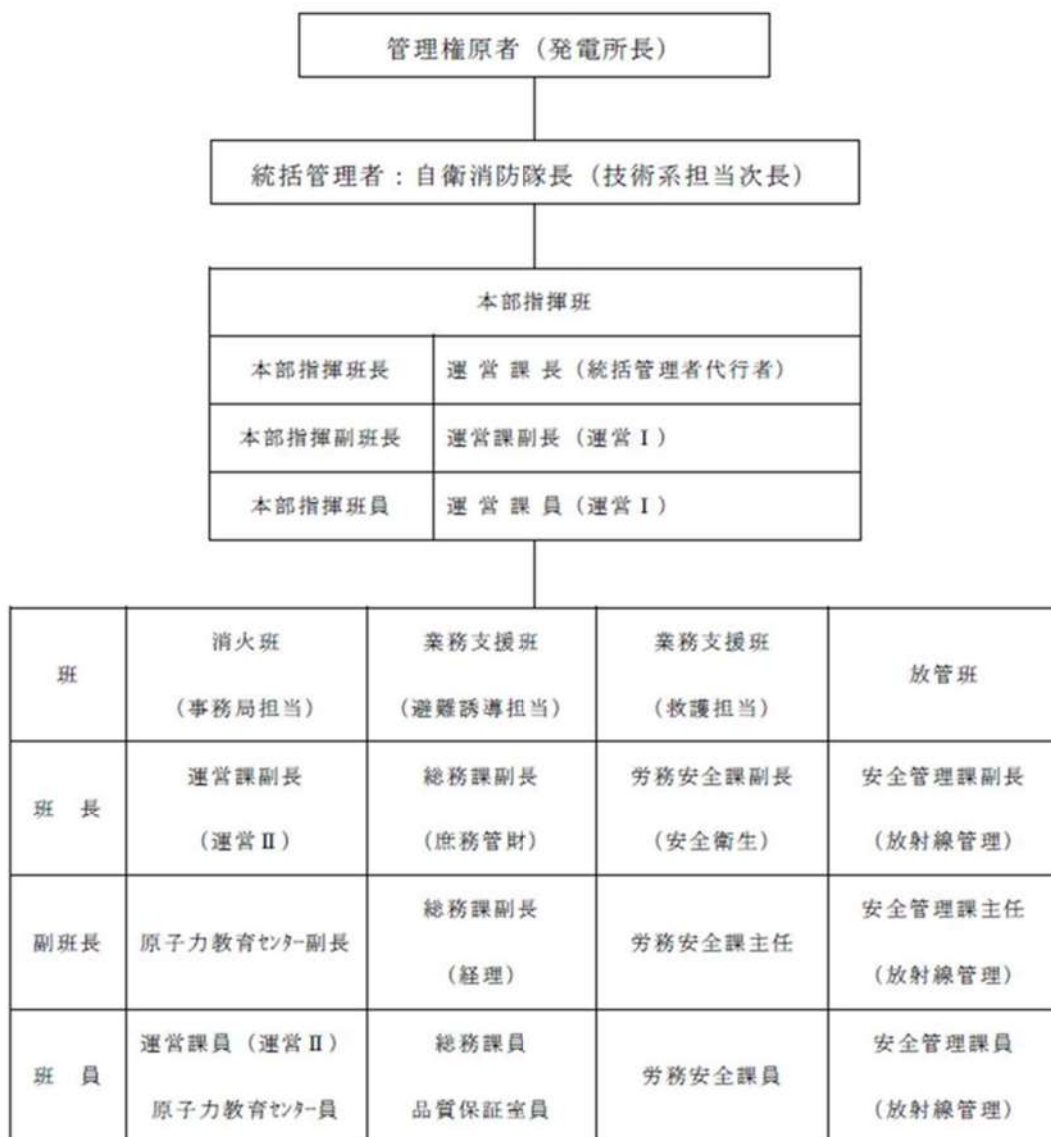 管理権原者（発電所長）
統括管理者：自衛消防隊長（技術系担当次長）
本部指揮班
本部指揮班長
運営課長（統括管理者代行者）
本部指揮副班長
運営課副長（運営Ⅰ）
本部指揮班員
運営課員（運営Ⅰ）
班
消火班
（事務局担当）
業務支援班
（避難誘導担当）
業務支援班
（救護担当）
放管班
班 長
運営課副長
（運営Ⅱ）
総務課副長
（庶務管財）
労務安全課副長
（安全衛生）
安全管理課副長
（放射線管理）
副班長
原子力教育ｾﾝﾀｰ副長
総務課副長
（経理）
労務安全課主任
安全管理課主任
（放射線管理）
班 員
運営課員（運営Ⅱ）
原子力教育ｾﾝﾀｰ員
総務課員
品質保証室員
労務安全課員
安全管理課員
（放射線管理）